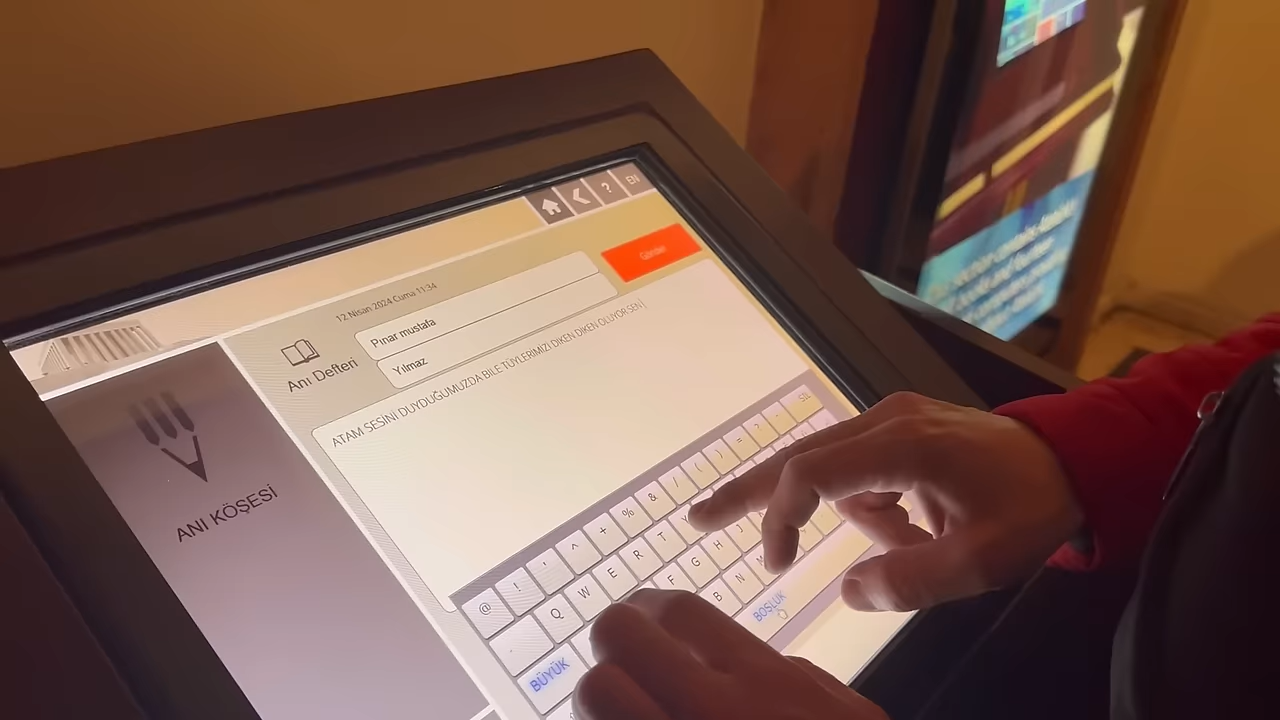 EN
12 Nisan 2024 Cuma 11:34
Gönder
Anı Defteri
Pınar mustafa
Yılmaz
ATAM SESİNİ DUYDUĞUMUZDA BİLE TÜYLERİMİZİ DİKEN DİKEN OLUYOR SEN
ANI KÖŞESİ
@ ! ' ^ + % & / ( ) = ?
Q W E R T Y
F G H J
B N M
BÜYÜK
BOŞLUK